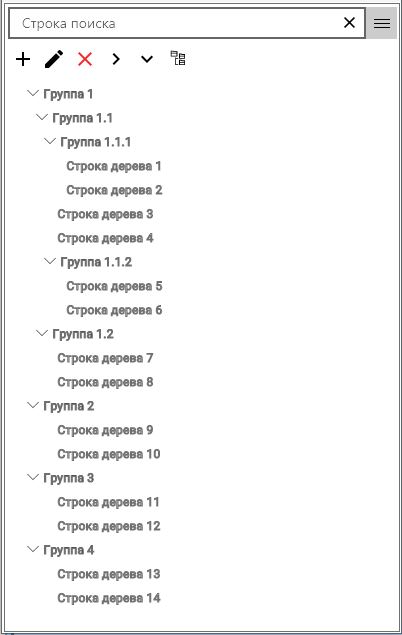 Строка поиска
Группа 1
Группа 1.1
Группа 1.1.1
Строка дерева 1
Строка дерева 2
Строка дерева 3
Строка дерева 4
Группа 1.1.2
Строка дерева 5
Строка дерева 6
Группа 1.2
Строка дерева 7
Строка дерева 8
Группа 2
Строка дерева 9
Строка дерева 10
Группа 3
Строка дерева 11
Строка дерева 12
Группа 4
Строка дерева 13
Строка дерева 14